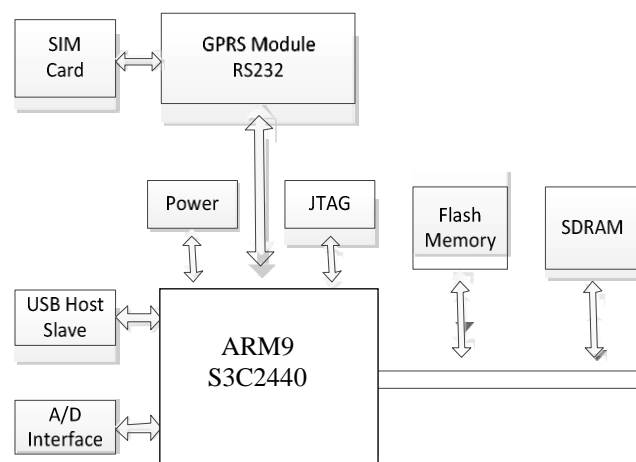 SIM
Card
GPRS Module
RS232
Power
JTAG
Flash
Memory
SDRAM
USB Host
Slave
ARM9
S3C2440
A/D
Interface